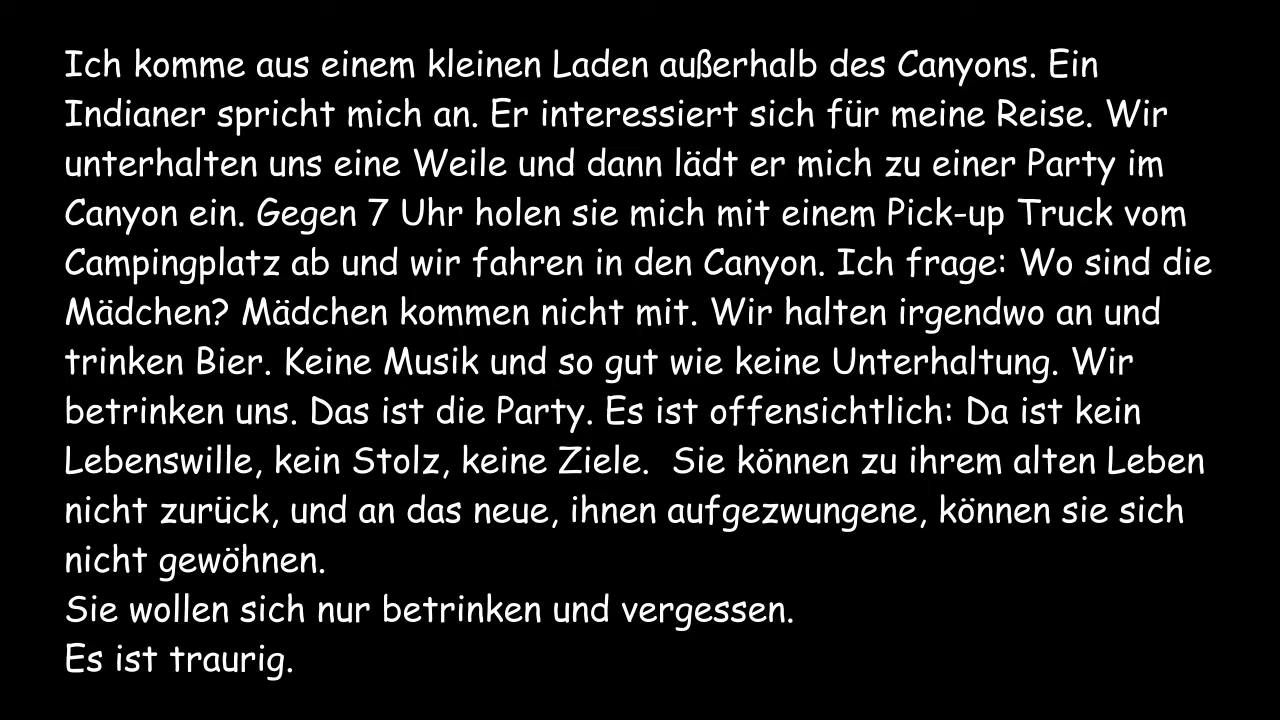 Ich komme aus einem kleinen Laden außerhalb des Canyons. Ein
Indianer spricht mich an. Er interessiert sich für meine Reise. Wir
unterhalten uns eine Weile und dann lädt er mich zu einer Party im
Canyon ein. Gegen 7 Uhr holen sie mich mit einem Pick-up Truck vom
Campingplatz ab und wir fahren in den Canyon. Ich frage: Wo sind die
Mädchen? Mädchen kommen nicht mit. Wir halten irgendwo an und
trinken Bier. Keine Musik und so gut wie keine Unterhaltung. Wir
betrinken uns. Das ist die Party. Es ist offensichtlich: Da ist kein
Lebenswille, kein Stolz, keine Ziele.  Sie können zu ihrem alten Leben
nicht zurück, und an das neue, ihnen aufgezwungene, können sie sich
nicht gewöhnen.
Sie wollen sich nur betrinken und vergessen.
Es ist traurig.